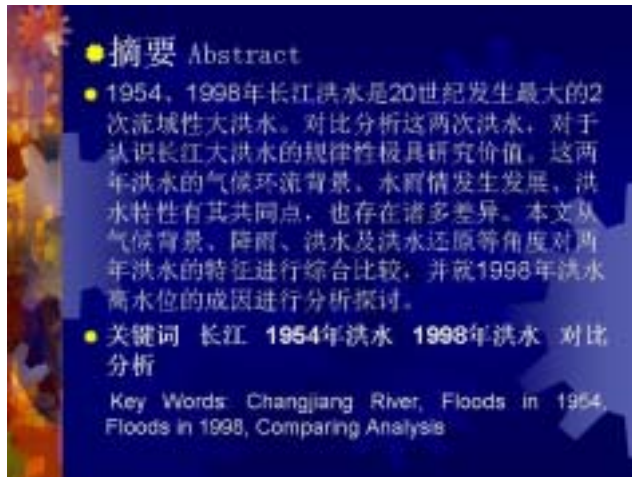 摘要 Abstract
1954、1998年长江洪水是20世纪发生最大的2
次流域性大洪水。对比分析这两次洪水，对于
认识长江大洪水的规律性极具研究价值。这两
年洪水的气候环流背景、水雨情发生发展、洪
水特性有其共同点，也存在诸多差异。本文从
气候背景、降雨、洪水及洪水还原等角度对两
年洪水的特征进行综合比较，并就1998年洪水
高水位的成因进行分析探讨。
关键词 长江 1954年洪水 1998年洪水 对比
分析
Key Words: Changjiang River, Floods in 1954,
Floods in 1998, Comparing Analysis